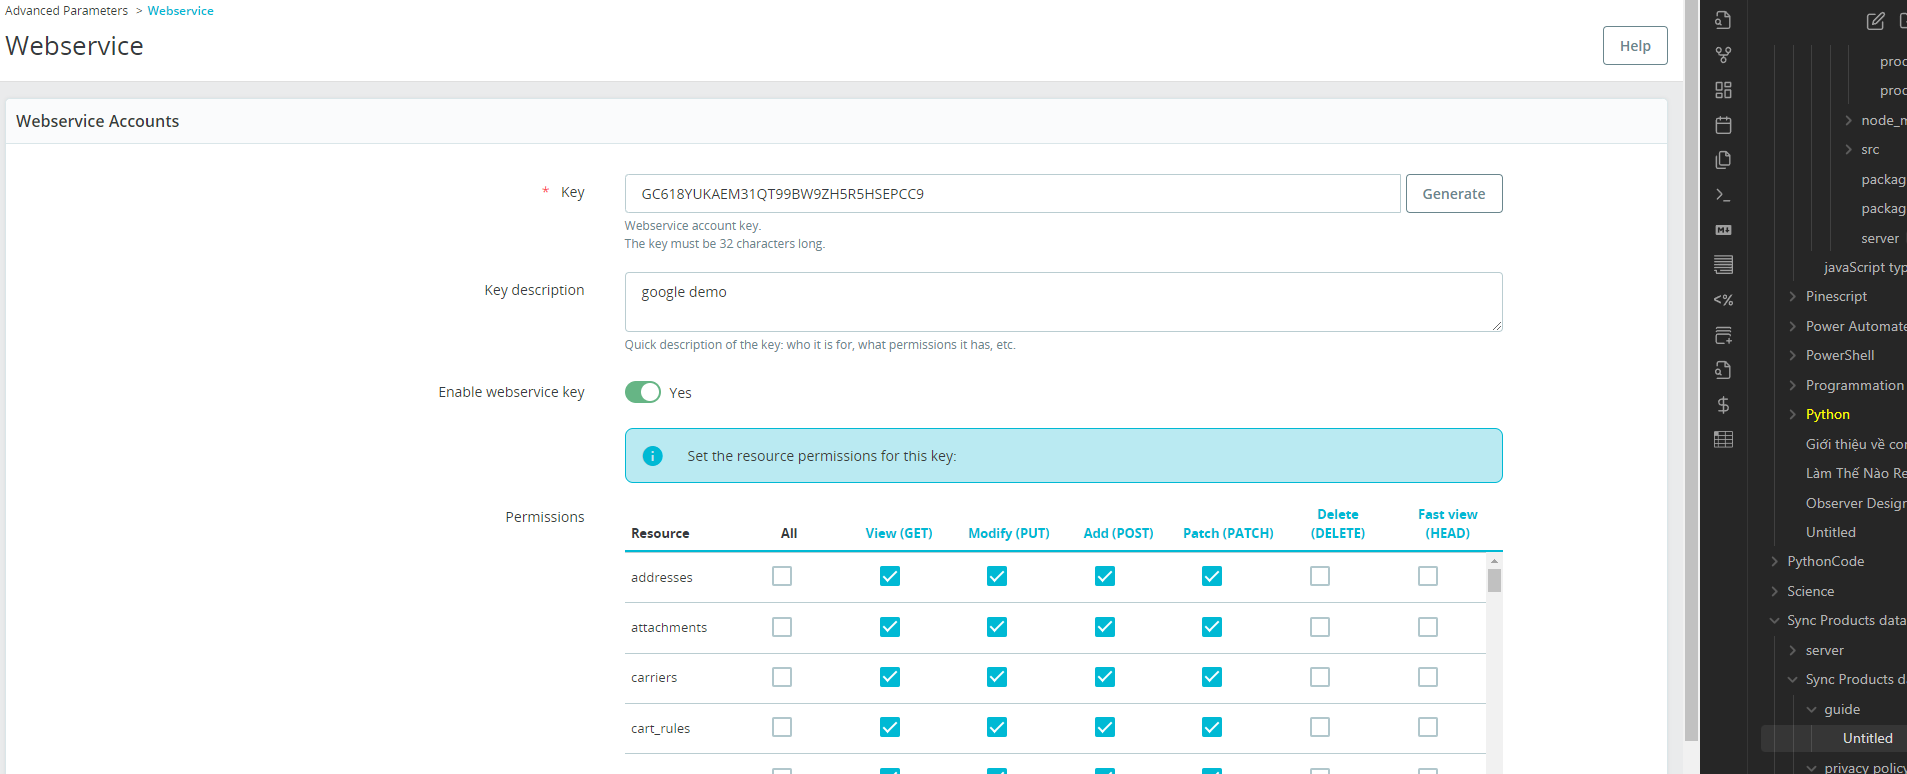 Advanced Parameters > Webservice
Webservice
Help
Webservice Accounts
* Key
GC618YUKAEM31QT99BW9ZH5R5HSEPCC9
Generate
Webservice account key.
The key must be 32 characters long.
Key description
google demo
Quick description of the key: who it is for, what permissions it has, etc.
Enable webservice key
Yes
Set the resource permissions for this key:
Permissions
Resource All View (GET) Modify (PUT) Add (POST) Patch (PATCH) Delete (DELETE) Fast view (HEAD)
addresses
attachments
carriers
cart_rules
proc
proc
node_m
src
packag
packag
server
javaScript typ
Pinescript
Power Automate
PowerShell
Programmation
Python
Giới thiệu về co
Làm Thế Nào Re
Observer Desig
Untitled
PythonCode
Science
Sync Products data
server
Sync Products d
guide
Untitled
privacy policy